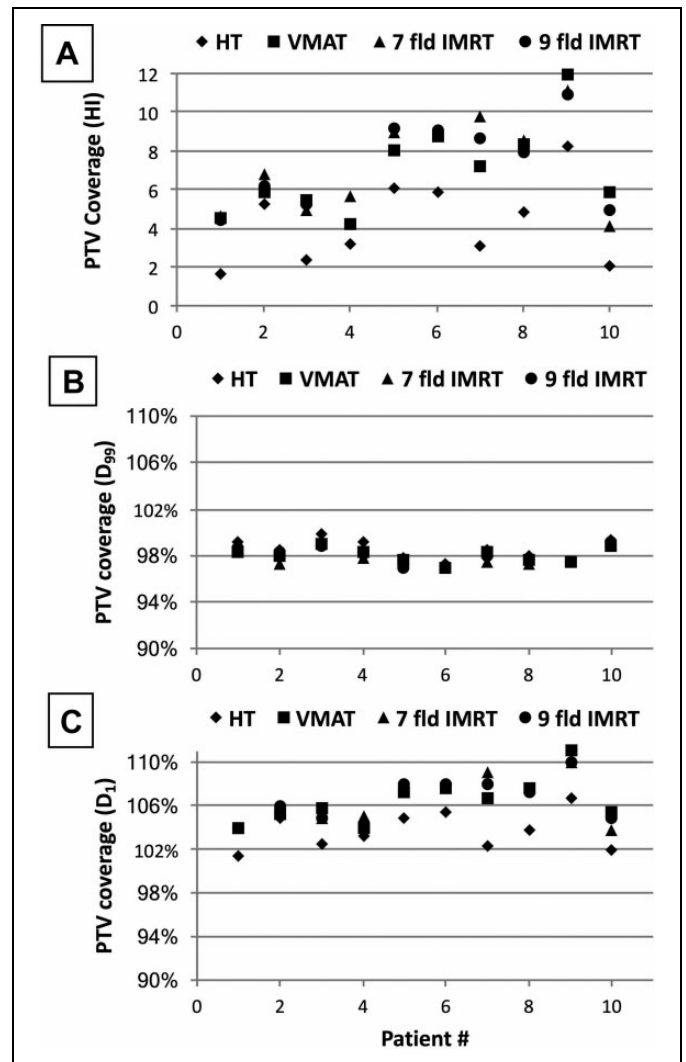 A
HT VMAT 7 fld IMRT 9 fld IMRT
PTV Coverage (HI)
12
10
8
6
4
2
0
0 2 4 6 8 10
B
HT VMAT 7 fld IMRT 9 fld IMRT
PTV coverage (D₉₉)
110%
106%
102%
98%
94%
90%
0 2 4 6 8 10
C
HT VMAT 7 fld IMRT 9 fld IMRT
PTV coverage (D₁)
110%
106%
102%
98%
94%
90%
0 2 4 6 8 10
Patient #